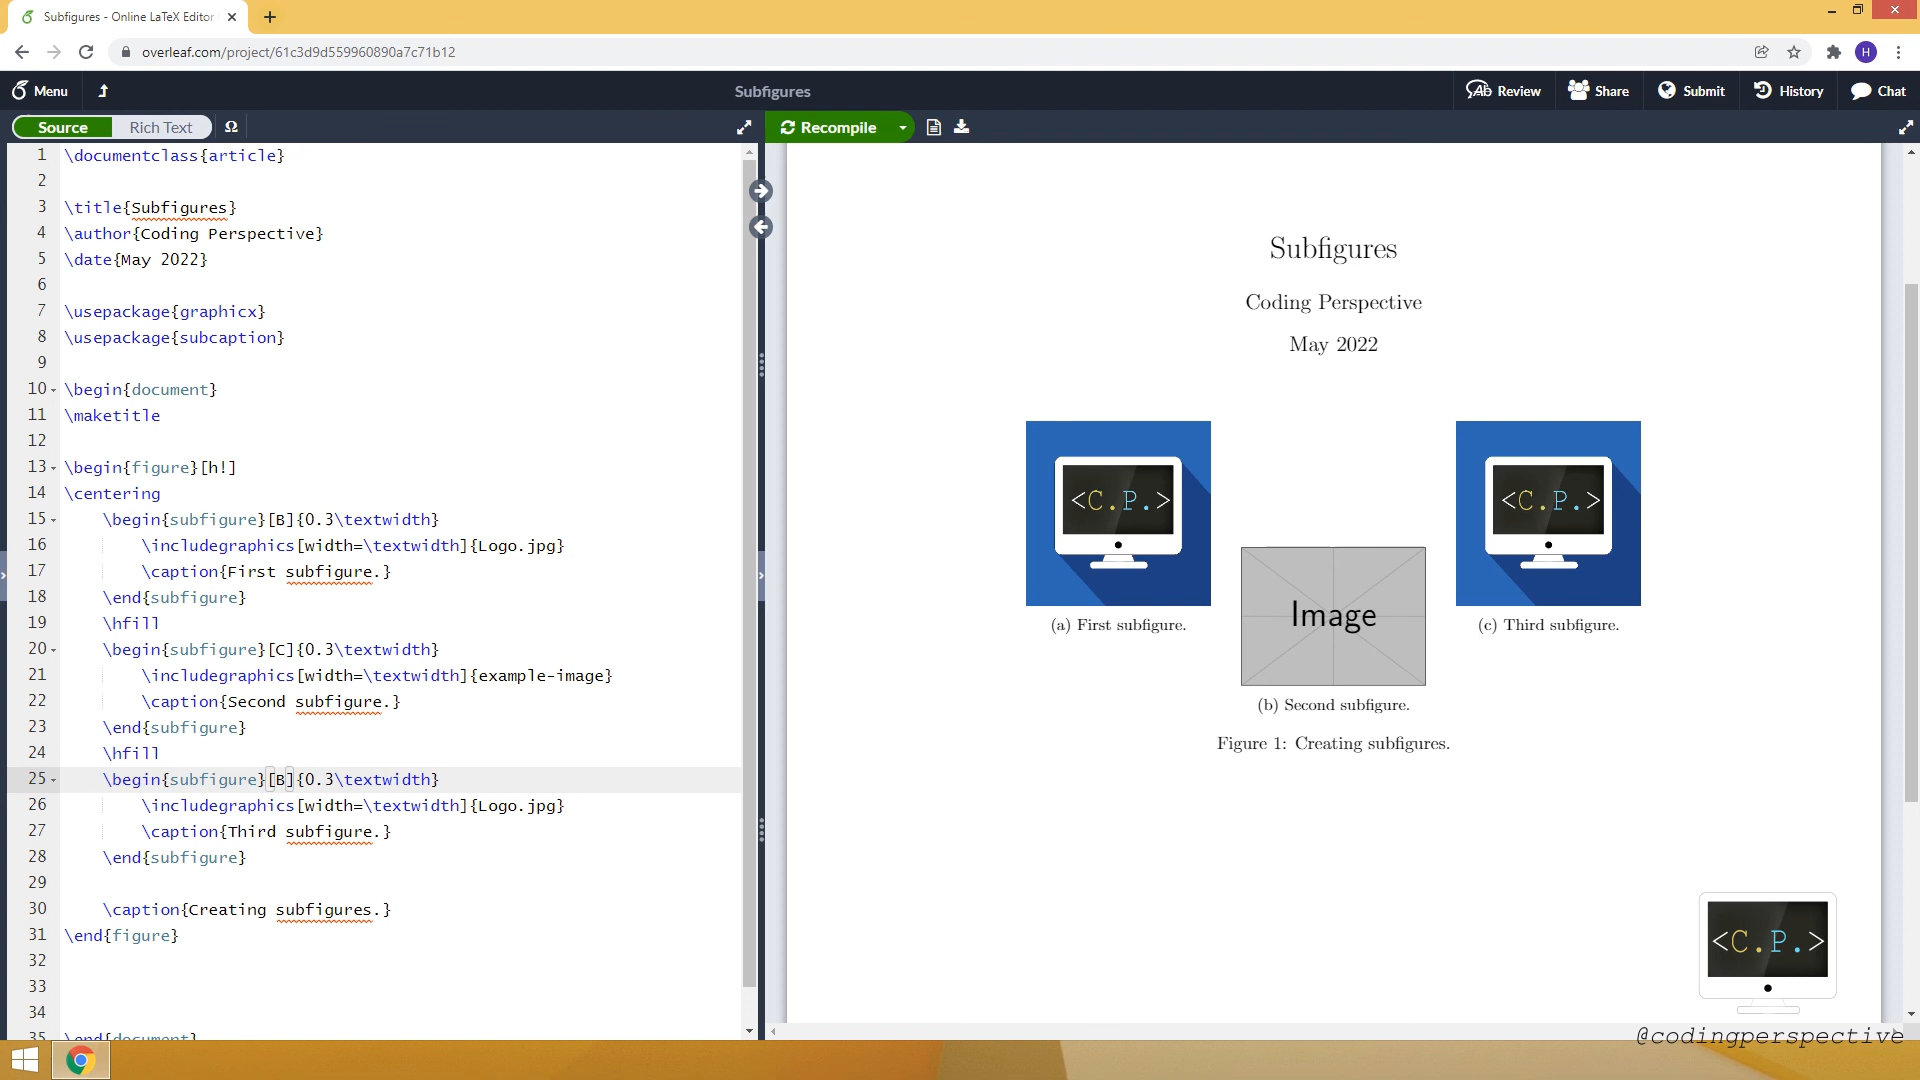 Subfigures - Online LaTeX Editor
overleaf.com/project/61c3d9d559960890a7c71b12
H
Menu
Subfigures
Review
Share
Submit
History
Chat
Source
Rich Text
Ω
Recompile
1 \documentclass{article}
2
3 \title{Subfigures}
4 \author{Coding Perspective}
5 \date{May 2022}
6
7 \usepackage{graphicx}
8 \usepackage{subcaption}
9
10 \begin{document}
11 \maketitle
12
13 \begin{figure}[h!]
14 \centering
15 \begin{subfigure}[B]{0.3\textwidth}
16 \includegraphics[width=\textwidth]{Logo.jpg}
17 \caption{First subfigure.}
18 \end{subfigure}
19 \hfill
20 \begin{subfigure}[C]{0.3\textwidth}
21 \includegraphics[width=\textwidth]{example-image}
22 \caption{Second subfigure.}
23 \end{subfigure}
24 \hfill
25 \begin{subfigure}[B]{0.3\textwidth}
26 \includegraphics[width=\textwidth]{Logo.jpg}
27 \caption{Third subfigure.}
28 \end{subfigure}
29
30 \caption{Creating subfigures.}
31 \end{figure}
32
33
34
35 \end{document}
Subfigures
Coding Perspective
May 2022
<C.P.>
<C.P.>
Image
(a) First subfigure.
(c) Third subfigure.
(b) Second subfigure.
Figure 1: Creating subfigures.
<C.P.>
@codingperspective